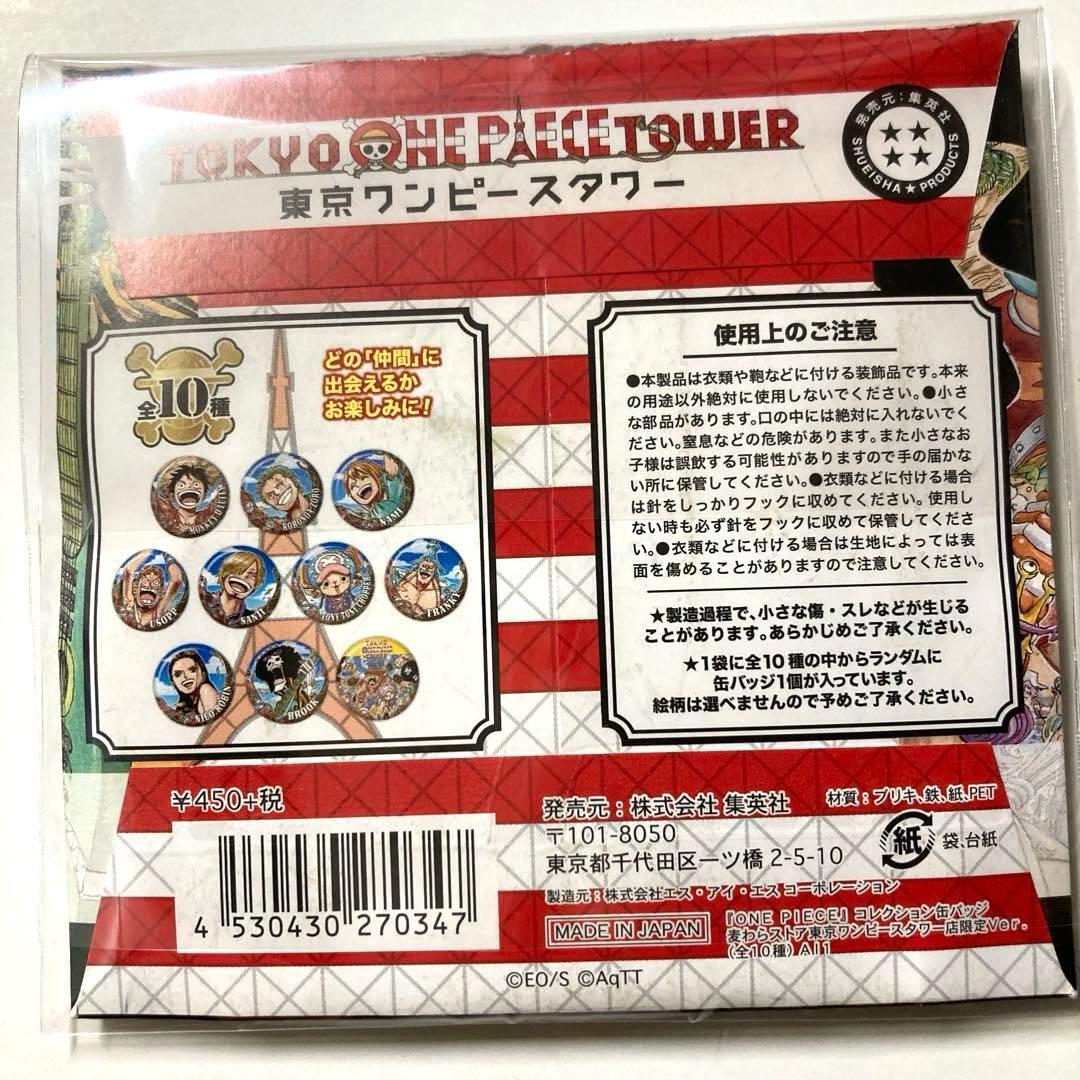 TOKYO ONE PIECE TOWER
東京ワンピースタワー
発売元：集英社
SHUEISHA★PRODUCTS
全10種
どの「仲間」に
出会えるか
お楽しみに!
MONKEY.D.LUFFY
RORONOA ZORO
NAMI
USOPP
SANJI
TONY TONY CHOPPER
FRANKY
NICO ROBIN
BROOK
TOKYO
ONE PIECE
TOWER
使用上のご注意
●本製品は衣類や鞄などに付ける装飾品です。本来
の用途以外絶対に使用しないでください。●小さ
な部品があります。口の中には絶対に入れないでく
ださい。窒息などの危険があります。また小さなお
子様は誤飲する可能性がありますので手の届かな
い所に保管してください。●衣類などに付ける場合
は針をしっかりフックに収めてください。使用し
ない時も必ず針をフックに収めて保管してくださ
い。●衣類などに付ける場合は生地によっては表
面を傷めることがありますので注意してください。
★製造過程で、小さな傷・スレなどが生じる
ことがあります。あらかじめご了承ください。
★1袋に全10種の中からランダムに
缶バッジ1個が入っています。
絵柄は選べませんので予めご了承ください。
¥450+税
4 530430 270347
発売元：株式会社 集英社
〒101-8050
東京都千代田区一ツ橋 2-5-10
製造元：株式会社エス・アイ・エス コーポレーション
材質：ブリキ、鉄、紙、PET
紙 袋、台紙
MADE IN JAPAN
『ONE PIECE』コレクション缶バッジ
麦わらストア東京ワンピースタワー店限定Ver.
(全10種) A11
©EO/S ©AqTT